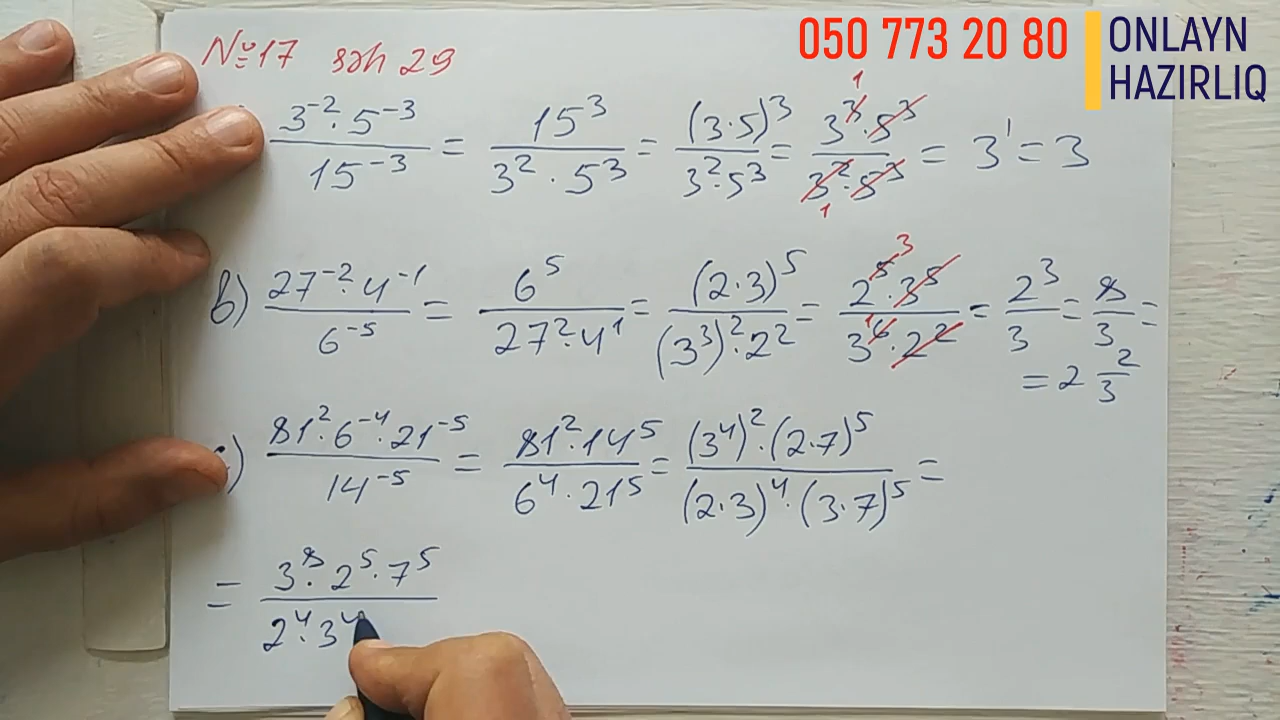 050 773 20 80 ONLAYN
HAZIRLIQ
№17 səh 29
3⁻²·5⁻³/15⁻³ = 15³/3²·5³ = (3·5)³/3²·5³ = 3³·5³/3²·5³ = 3¹ = 3
b) 27⁻²·4⁻¹/6⁻⁵ = 6⁵/27²·4¹ = (2·3)⁵/(3³)²·2² = 2⁵·3⁵/3⁶·2² = 2³/3 = 8/3 =
= 2 2/3
c) 81²·6⁻⁴·21⁻⁵/14⁻⁵ = 81²·14⁵/6⁴·21⁵ = (3⁴)²·(2·7)⁵/(2·3)⁴·(3·7)⁵ =
= 3⁸·2⁵·7⁵/2⁴·3⁴